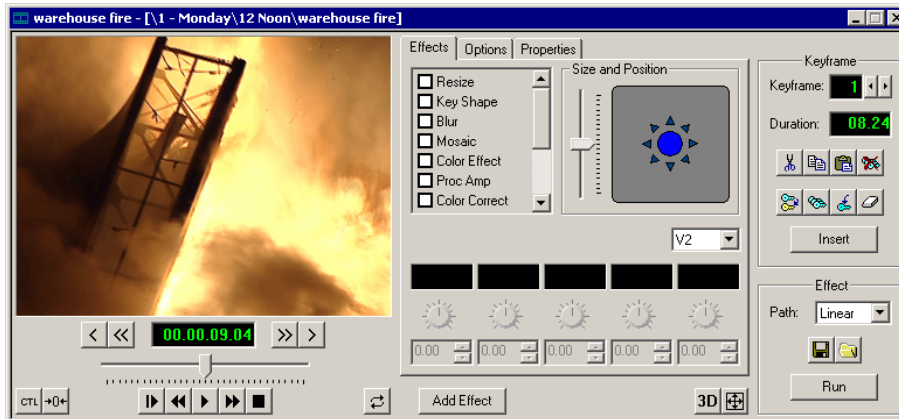 warehouse fire - [\1 - Monday\12 Noon\warehouse fire]
Effects
Options
Properties
Resize
Key Shape
Blur
Mosaic
Color Effect
Proc Amp
Color Correct
Size and Position
V2
0.00
0.00
0.00
0.00
0.00
Keyframe
Keyframe:
1
Duration:
08.24
Insert
Effect
Path:
Linear
Run
00.00.09.04
CTL
→0←
Add Effect
3D